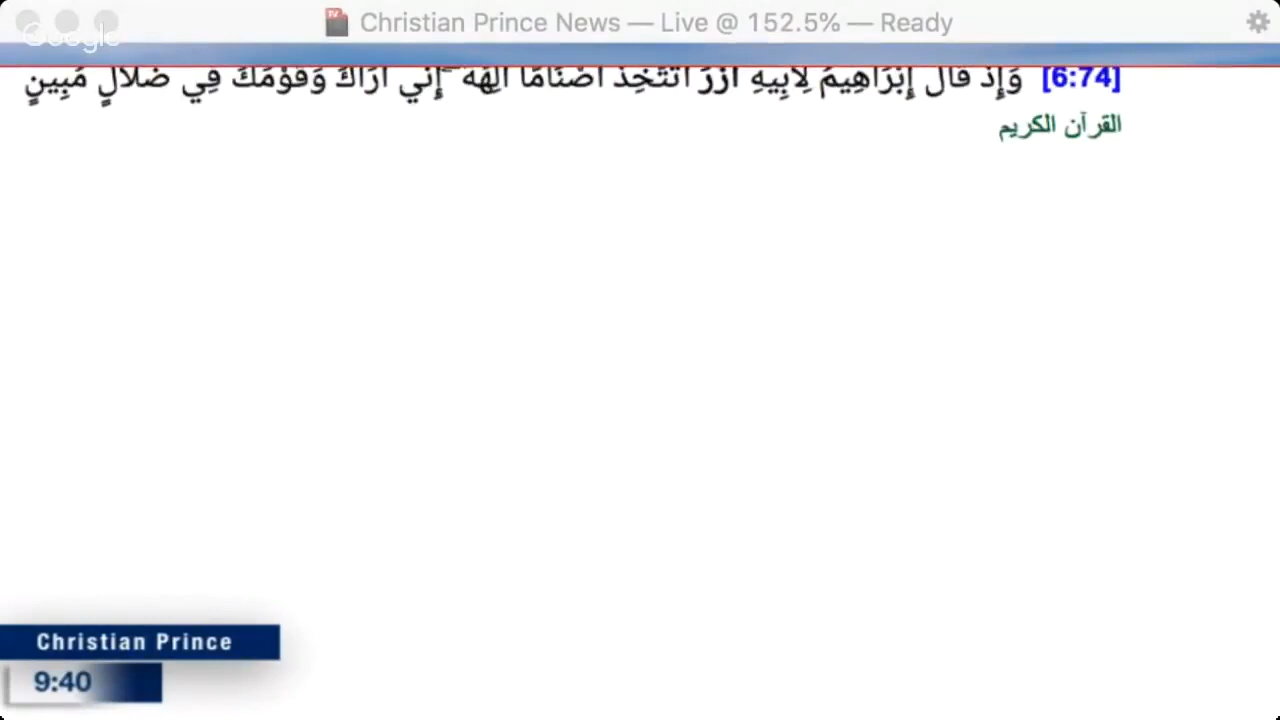 Google
Christian Prince News — Live @ 152.5% — Ready
[6:74] وَإِذْ قَالَ إِبْرَاهِيمُ لِأَبِيهِ آزَرَ أَتَتَّخِذُ أَصْنَامًا آلِهَةً ۖ إِنِّي أَرَاكَ وَقَوْمَكَ فِي ضَلَالٍ مُّبِينٍ
القرآن الكريم
Christian Prince
9:40